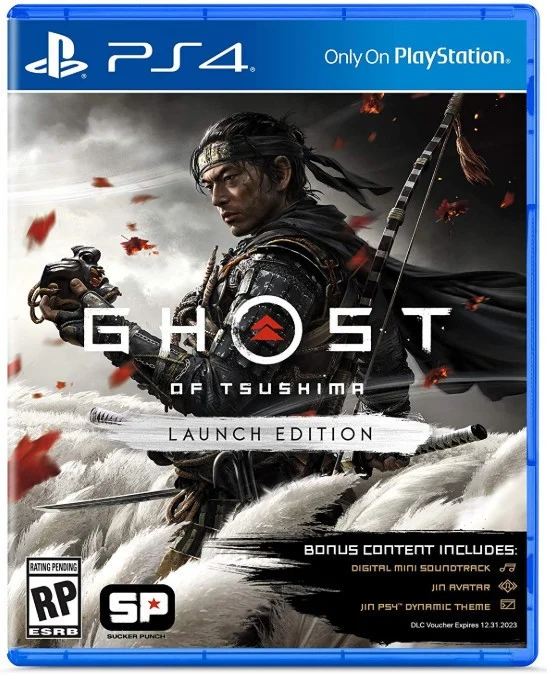 PS4
Only On PlayStation®
GHOST
OF TSUSHIMA
LAUNCH EDITION
BONUS CONTENT INCLUDES:
DIGITAL MINI SOUNDTRACK
JIN AVATAR
JIN PS4™ DYNAMIC THEME
DLC Voucher Expires 12.31.2023
RATING PENDING
RP
ESRB
SP
SUCKER PUNCH